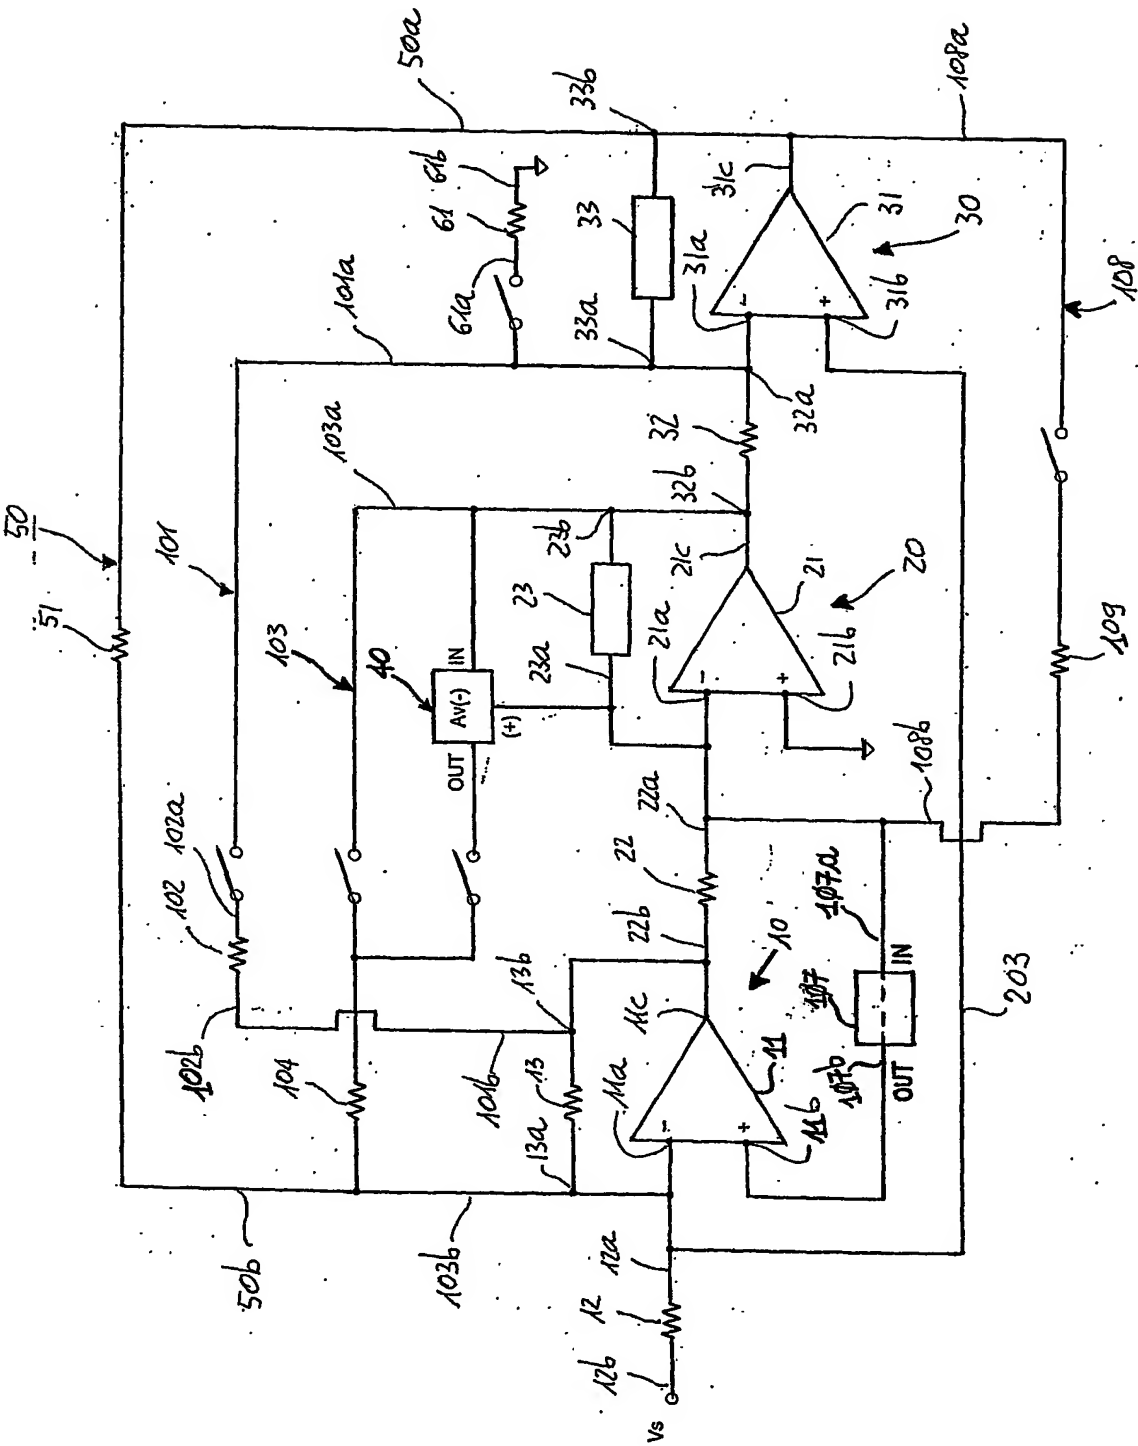 50
51
50a
101
101a
102a
102
102b
103
103a
61a
61
61b
40
IN
Av(-)
OUT
(+)
104
50b
103b
101b
13b
13
13a
23b
23
23a
33a
33
33b
32b
32
32a
31a
31c
-
+
31
31b
30
21a
21c
-
+
21
21b
20
22a
22
22b
10
11c
11a
-
+
11
11b
12a
12
12b
Vs
107a
107
107b
IN
OUT
203
108b
109
108
108a